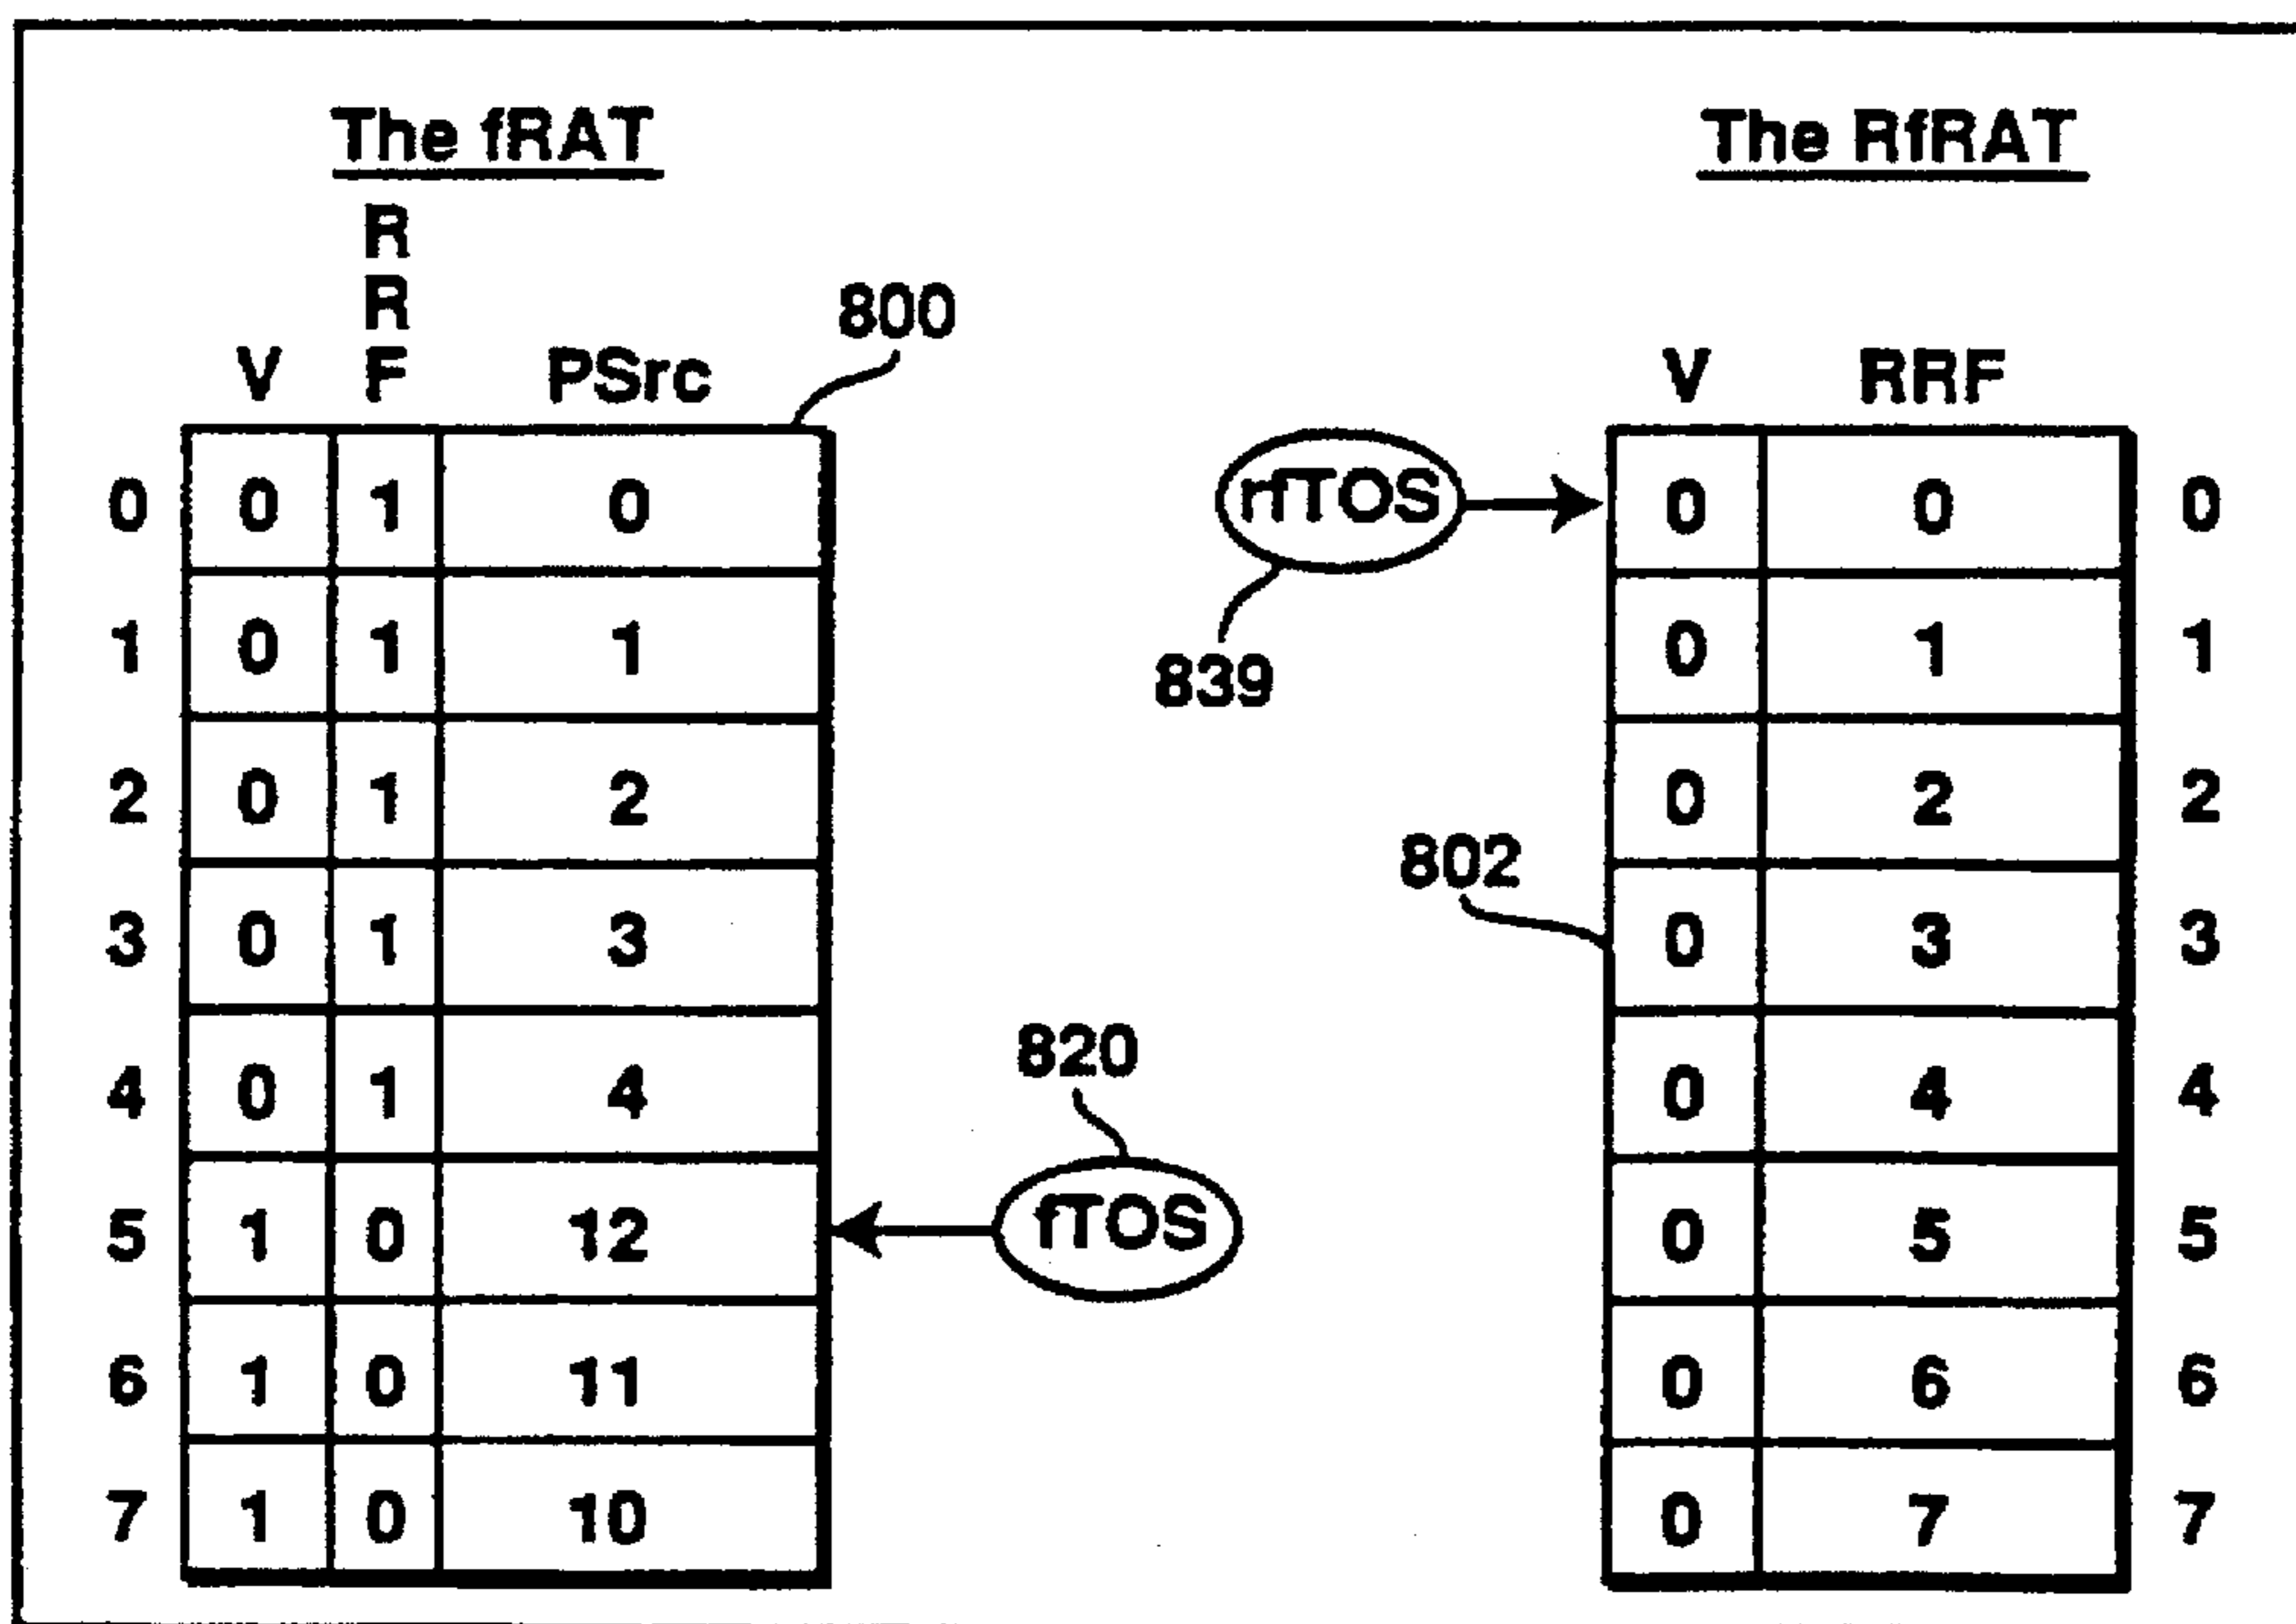 The fRAT
R
R
V F PSrc
800
0 0 1 0
1 0 1 1
2 0 1 2
3 0 1 3
4 0 1 4
5 1 0 12
6 1 0 11
7 1 0 10
820
fTOS
The RfRAT
V RRF
rfTOS
839
802
0 0 0
0 1 1
0 2 2
0 3 3
0 4 4
0 5 5
0 6 6
0 7 7